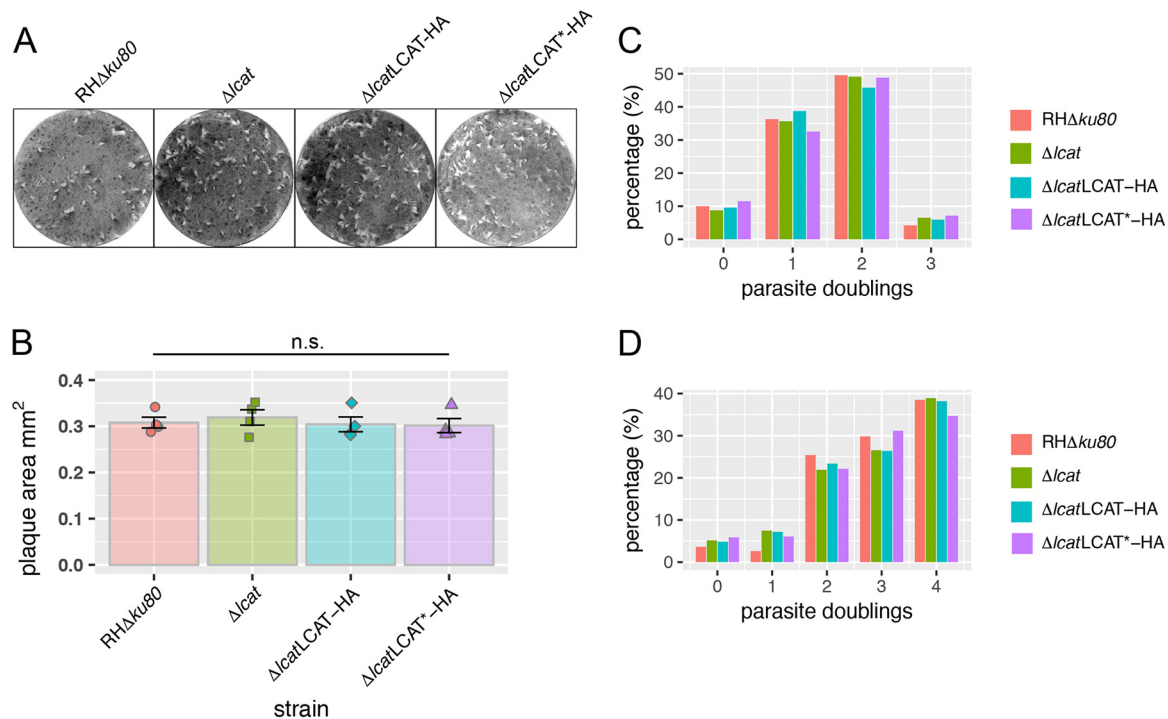 A
RHΔku80
Δlcat
ΔlcatLCAT-HA
ΔlcatLCAT*-HA
B
n.s.
plaque area mm²
0.4
0.3
0.2
0.1
0.0
RHΔku80
Δlcat
ΔlcatLCAT–HA
ΔlcatLCAT*–HA
strain
C
percentage (%)
50
40
30
20
10
0
0 1 2 3
parasite doublings
RHΔku80
Δlcat
ΔlcatLCAT–HA
ΔlcatLCAT*–HA
D
percentage (%)
40
30
20
10
0
0 1 2 3 4
parasite doublings
RHΔku80
Δlcat
ΔlcatLCAT–HA
ΔlcatLCAT*–HA